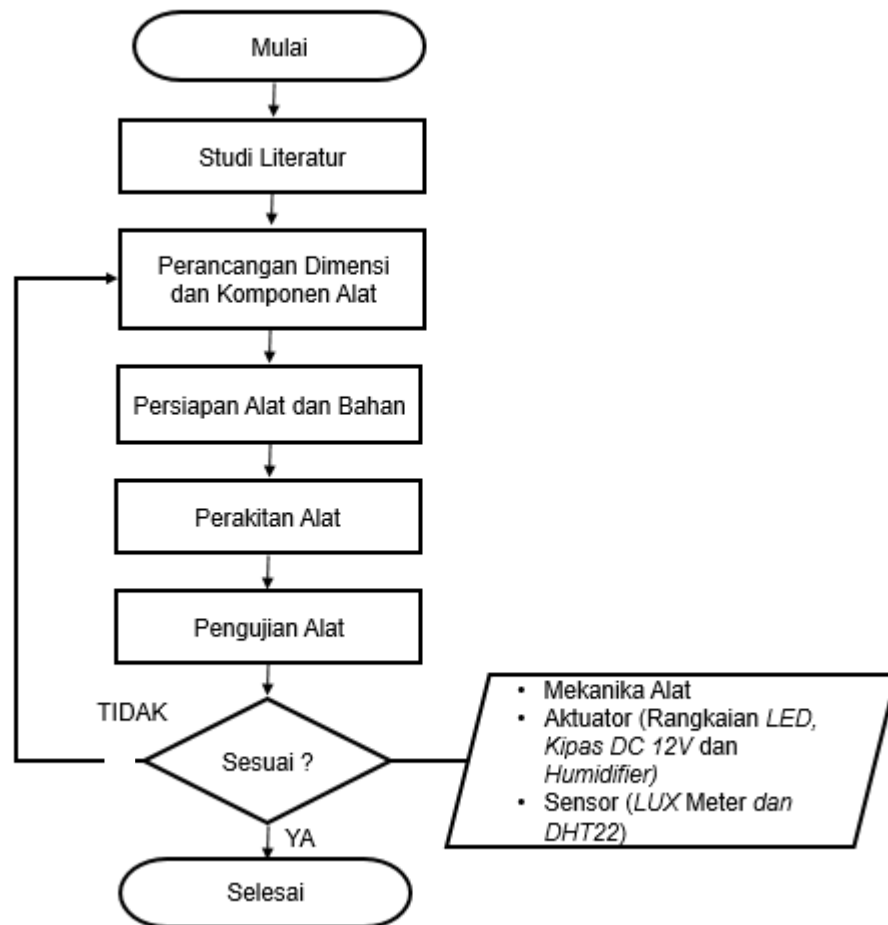 Mulai
Studi Literatur
Perancangan Dimensi
dan Komponen Alat
Persiapan Alat dan Bahan
Perakitan Alat
Pengujian Alat
TIDAK
Sesuai ?
• Mekanika Alat
• Aktuator (Rangkaian LED,
Kipas DC 12V dan
Humidifier)
• Sensor (LUX Meter dan
DHT22)
YA
Selesai